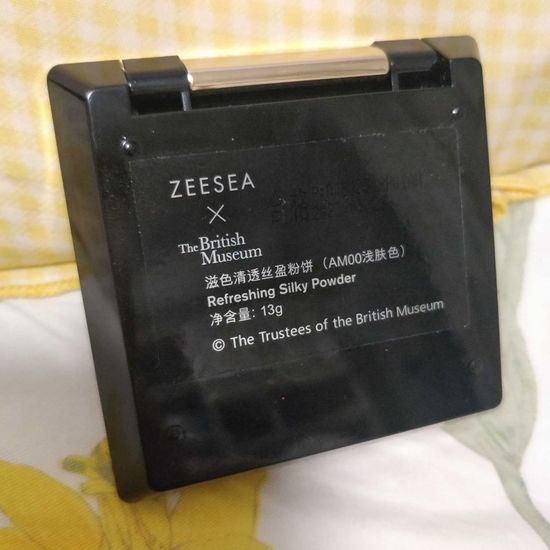 ZEESEA
×
The British
Museum
滋色清透丝盈粉饼（AM00浅肤色）
Refreshing Silky Powder
净含量: 13g
© The Trustees of the British Museum